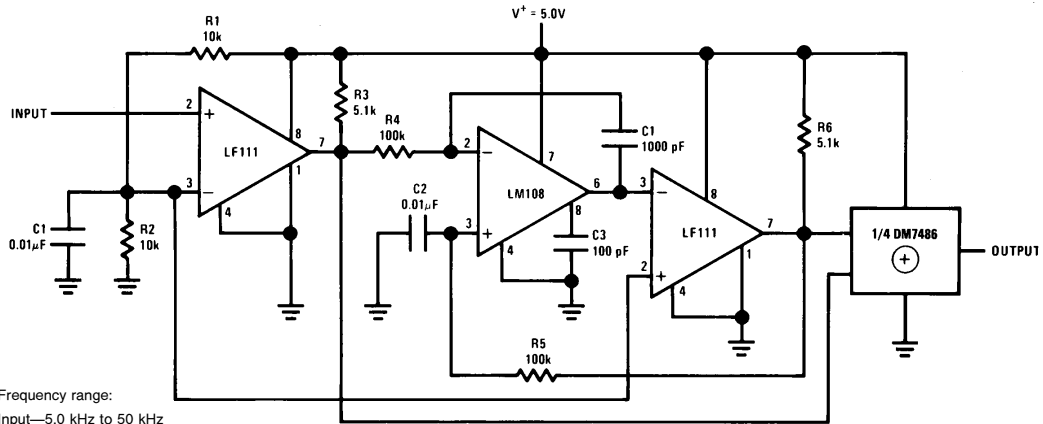 V+ = 5.0V
R1
10k
R3
5.1k
R4
100k
C1
1000 pF
R6
5.1k
INPUT
2
+
8
7
LF111
1
3
−
4
2
−
7
LM108
6
8
3
+
4
C2
0.01μF
C3
100 pF
3
−
8
LF111
7
1
2
+
4
1/4 DM7486
+
OUTPUT
C1
0.01μF
R2
10k
R5
100k
Frequency range:
Input—5.0 kHz to 50 kHz